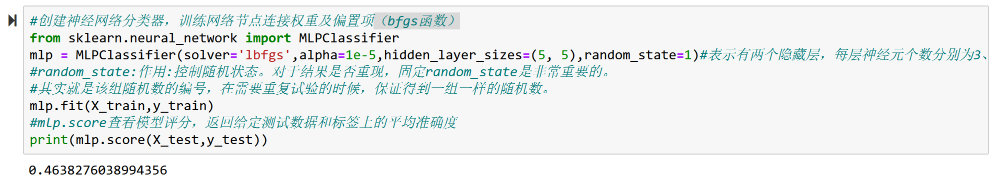 #创建神经网络分类器，训练网络节点连接权重及偏置项（bfgs函数）
from sklearn.neural_network import MLPClassifier
mlp = MLPClassifier(solver='lbfgs',alpha=1e-5,hidden_layer_sizes=(5, 5),random_state=1)#表示有两个隐藏层，每层神经元个数分别为3、
#random_state:作用:控制随机状态。对于结果是否重现，固定random_state是非常重要的。
#其实就是该组随机数的编号，在需要重复试验的时候，保证得到一组一样的随机数。
mlp.fit(X_train,y_train)
#mlp.score查看模型评分，返回给定测试数据和标签上的平均准确度
print(mlp.score(X_test,y_test))
0.4638276038994356